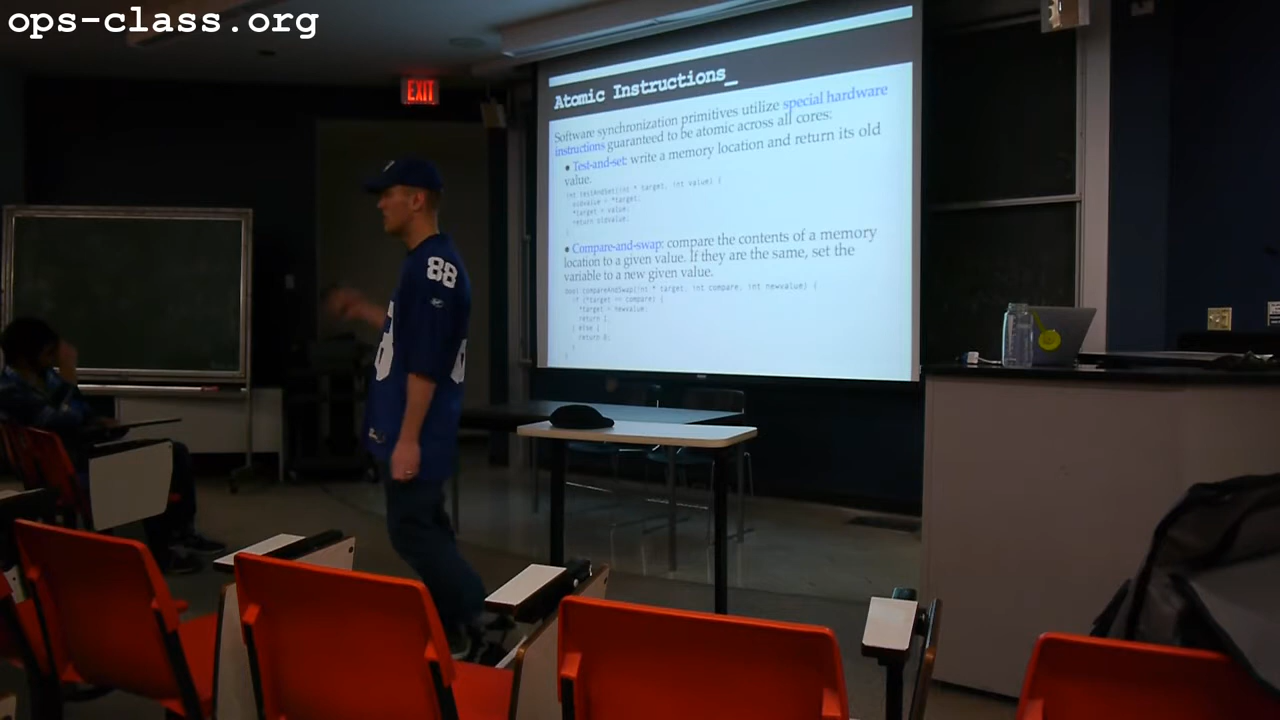 ops-class.org
EXIT
Atomic Instructions_
Software synchronization primitives utilize special hardware
instructions guaranteed to be atomic across all cores:
• Test-and-set: write a memory location and return its old
value.
int testAndSet(int * target, int value) {
oldvalue = *target;
*target = value;
return oldvalue;
}
• Compare-and-swap: compare the contents of a memory
location to a given value. If they are the same, set the
variable to a new given value.
bool compareAndSwap(int * target, int compare, int newvalue) {
if (*target == compare) {
*target = newvalue;
return 1;
} else {
return 0;
}
}
88